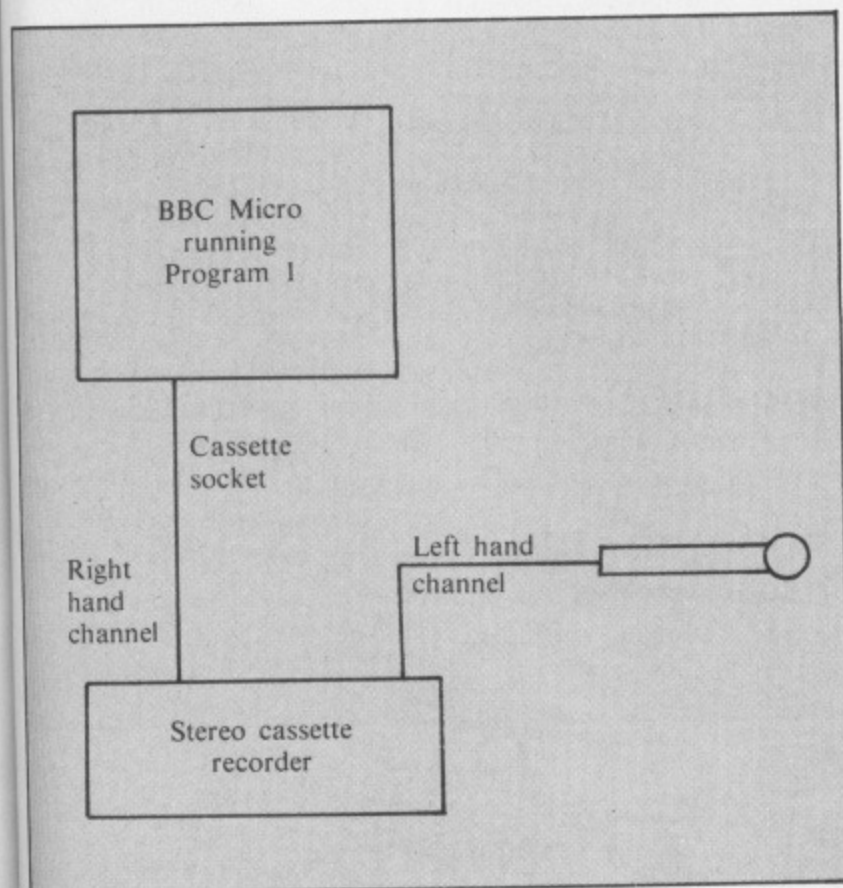 BBC Micro
running
Program 1
Cassette
socket
Right
hand
channel
Left hand
channel
Stereo cassette
recorder